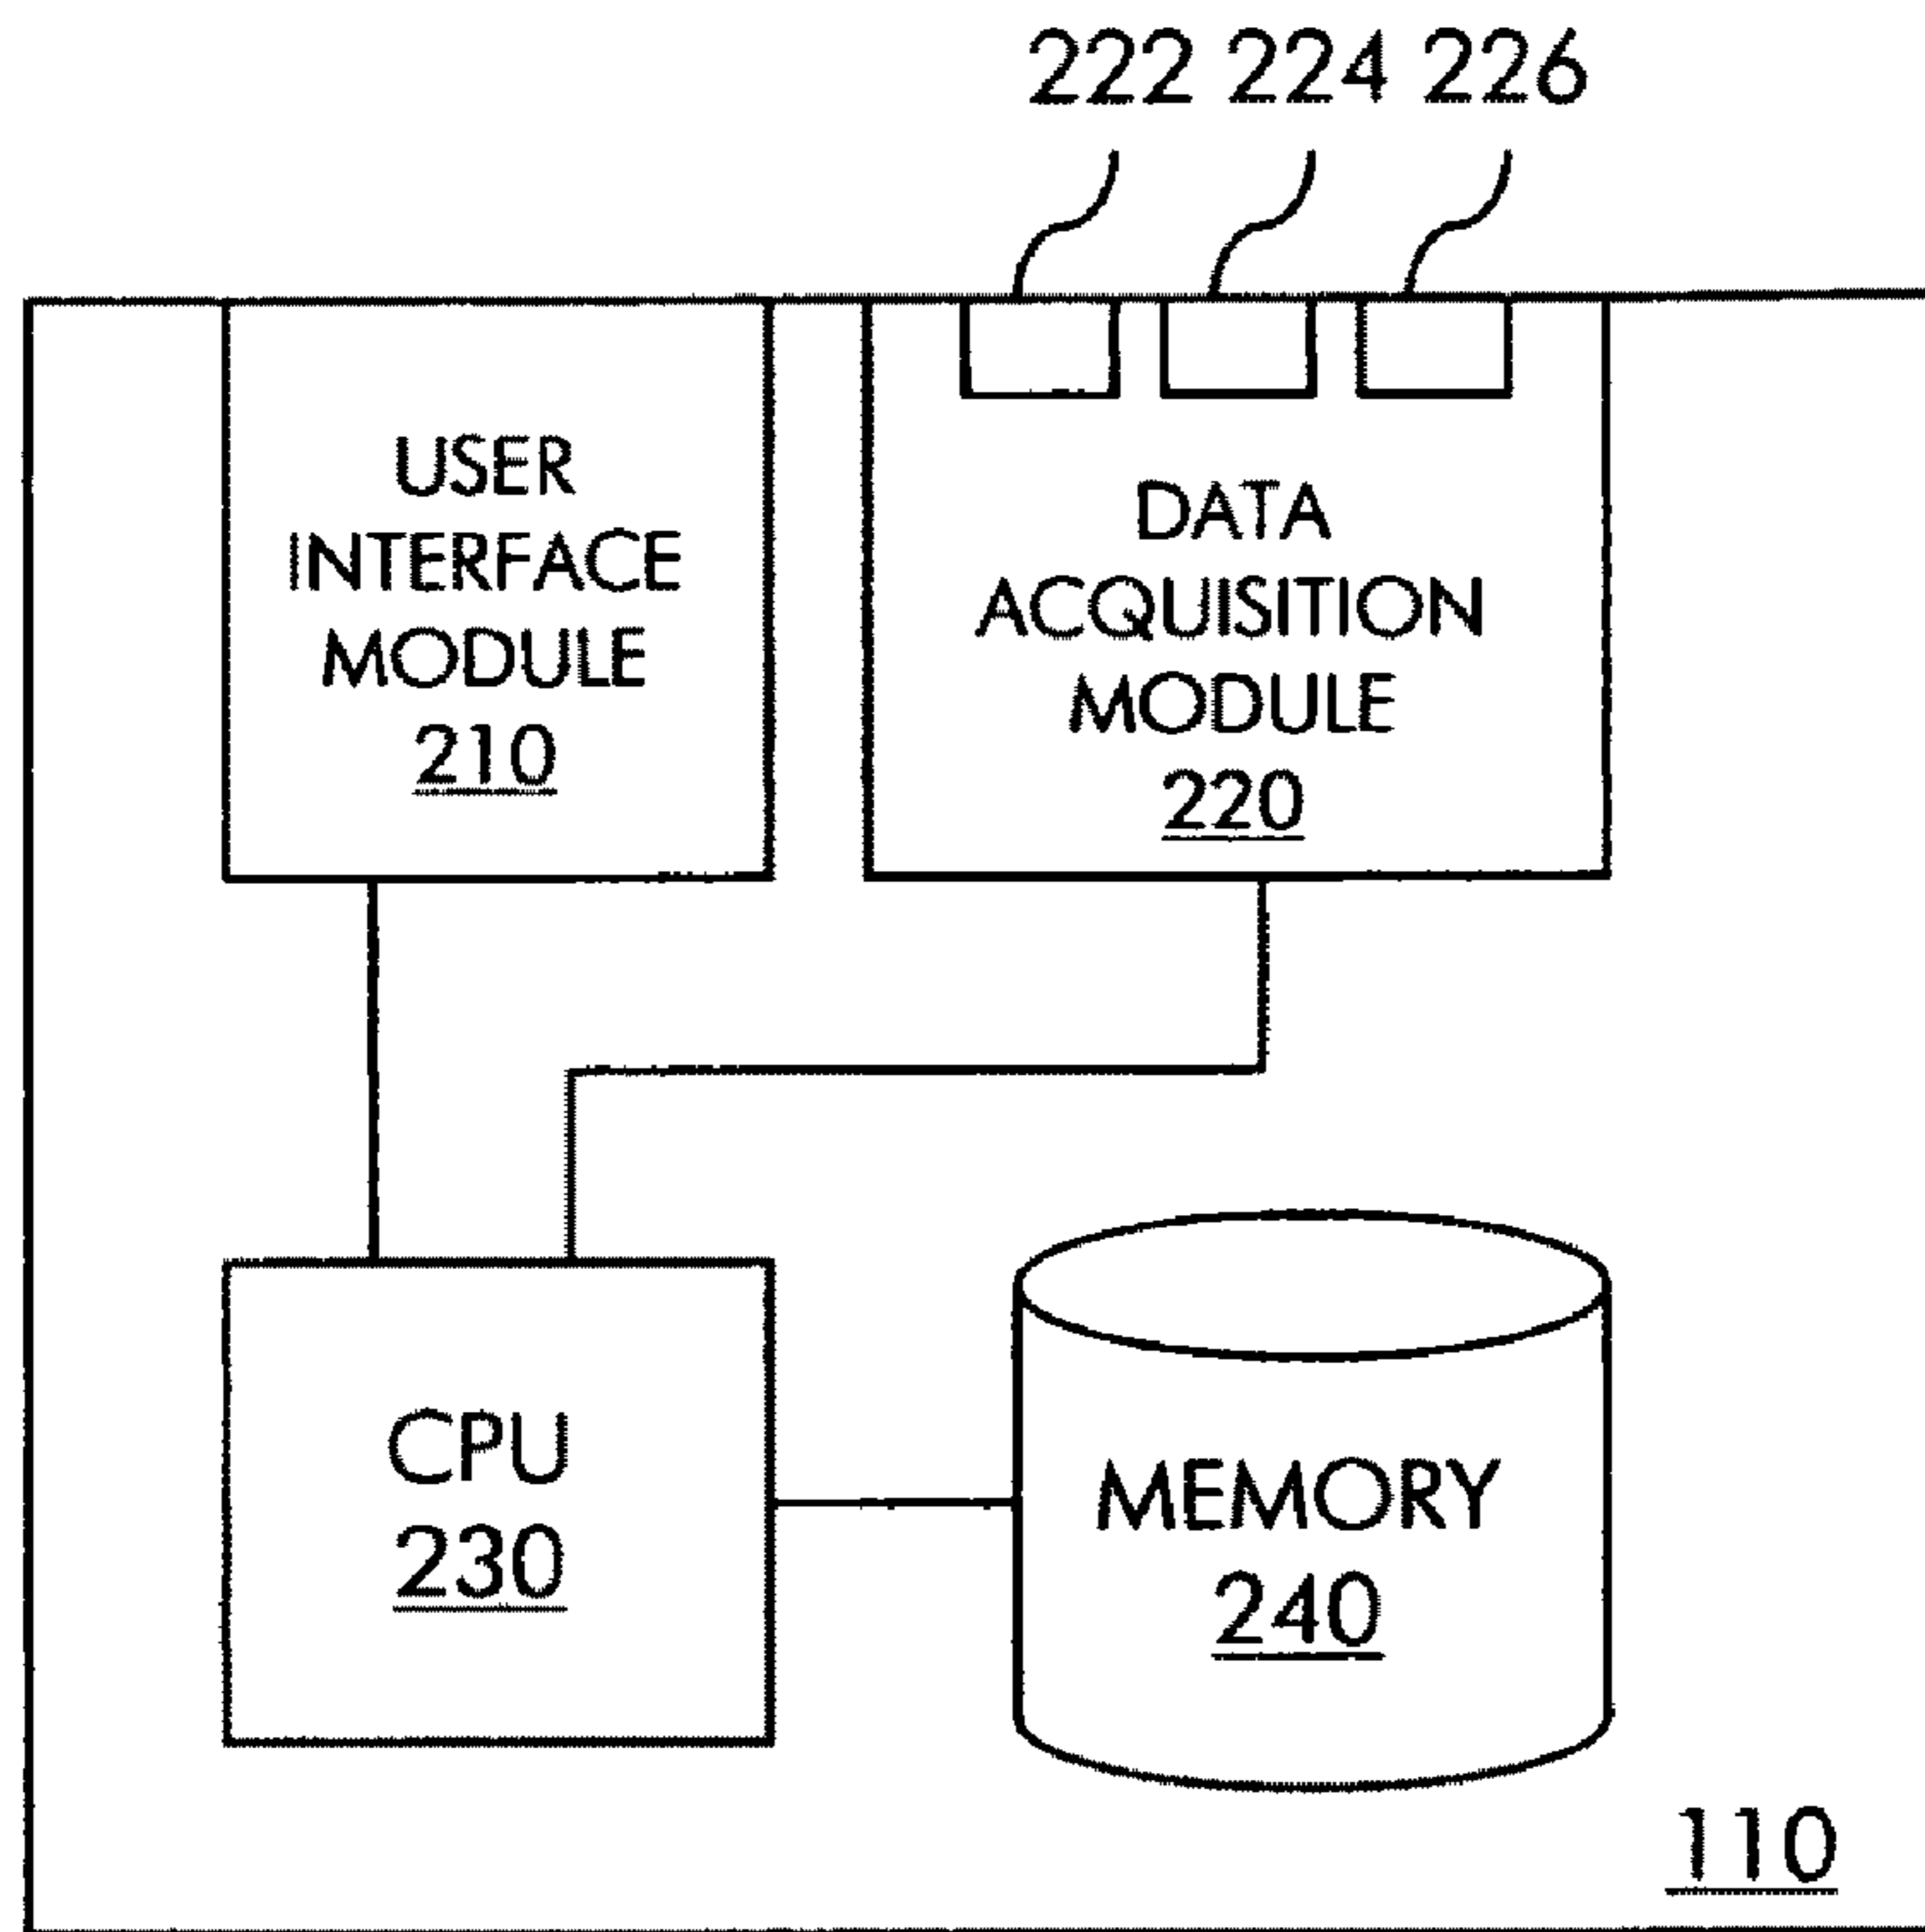 222 224 226
USER
INTERFACE
MODULE
210
DATA
ACQUISITION
MODULE
220
CPU
230
MEMORY
240
110